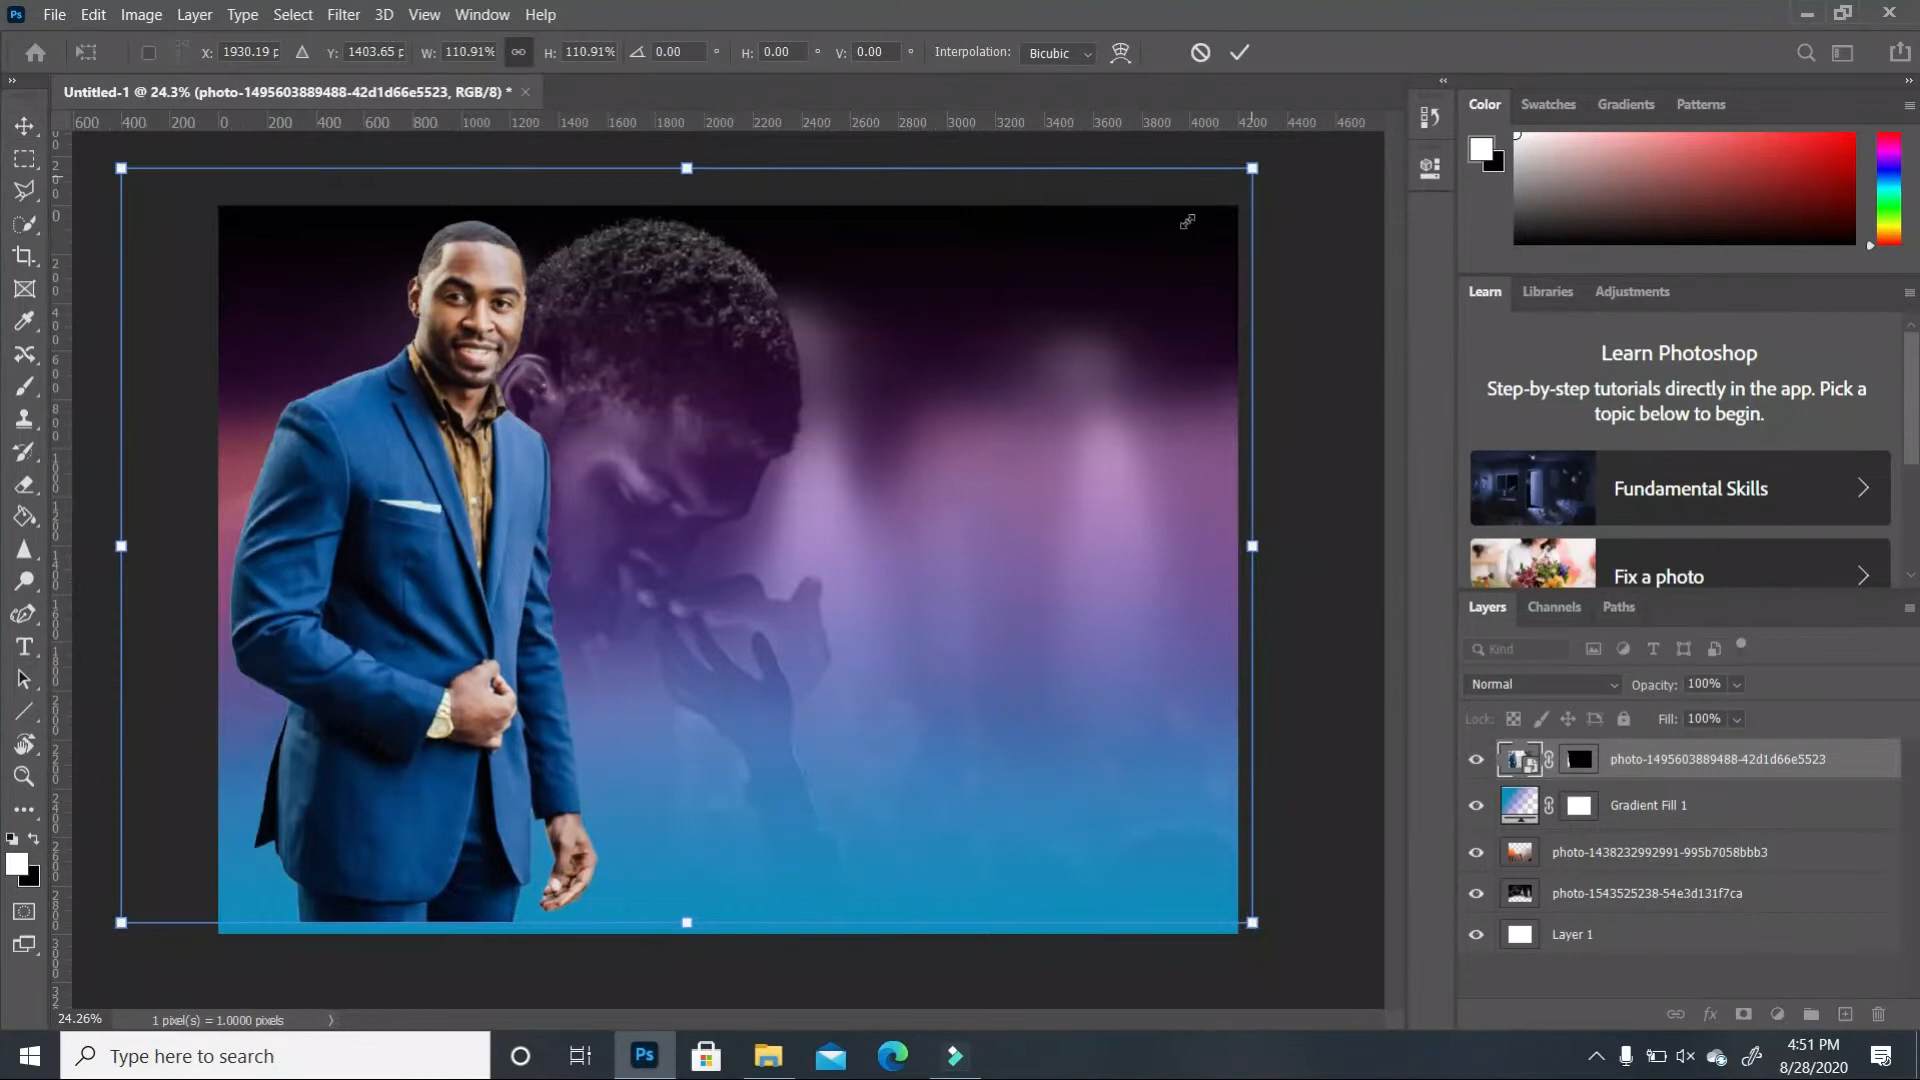 Ps File Edit Image Layer Type Select Filter 3D View Window Help
X: 1930.19 p Y: 1403.65 p W: 110.91% H: 110.91% 0.00 ° H: 0.00 ° V: 0.00 ° Interpolation: Bicubic
Untitled-1 @ 24.3% (photo-1495603889488-42d1d66e5523, RGB/8) * ×
600 400 200 0 200 400 600 800 1000 1200 1400 1600 1800 2000 2200 2400 2600 2800 3000 3200 3400 3600 3800 4000 4200 4400 4600
Color Swatches Gradients Patterns
Learn Libraries Adjustments
Learn Photoshop
Step-by-step tutorials directly in the app. Pick a
topic below to begin.
Fundamental Skills
Fix a photo
Layers Channels Paths
Kind
Normal Opacity: 100%
Lock: Fill: 100%
photo-1495603889488-42d1d66e5523
Gradient Fill 1
photo-1438232992991-995b7058bbb3
photo-1543525238-54e3d131f7ca
Layer 1
fx
24.26% 1 pixel(s) = 1.0000 pixels
Type here to search
Ps
4:51 PM
8/28/2020